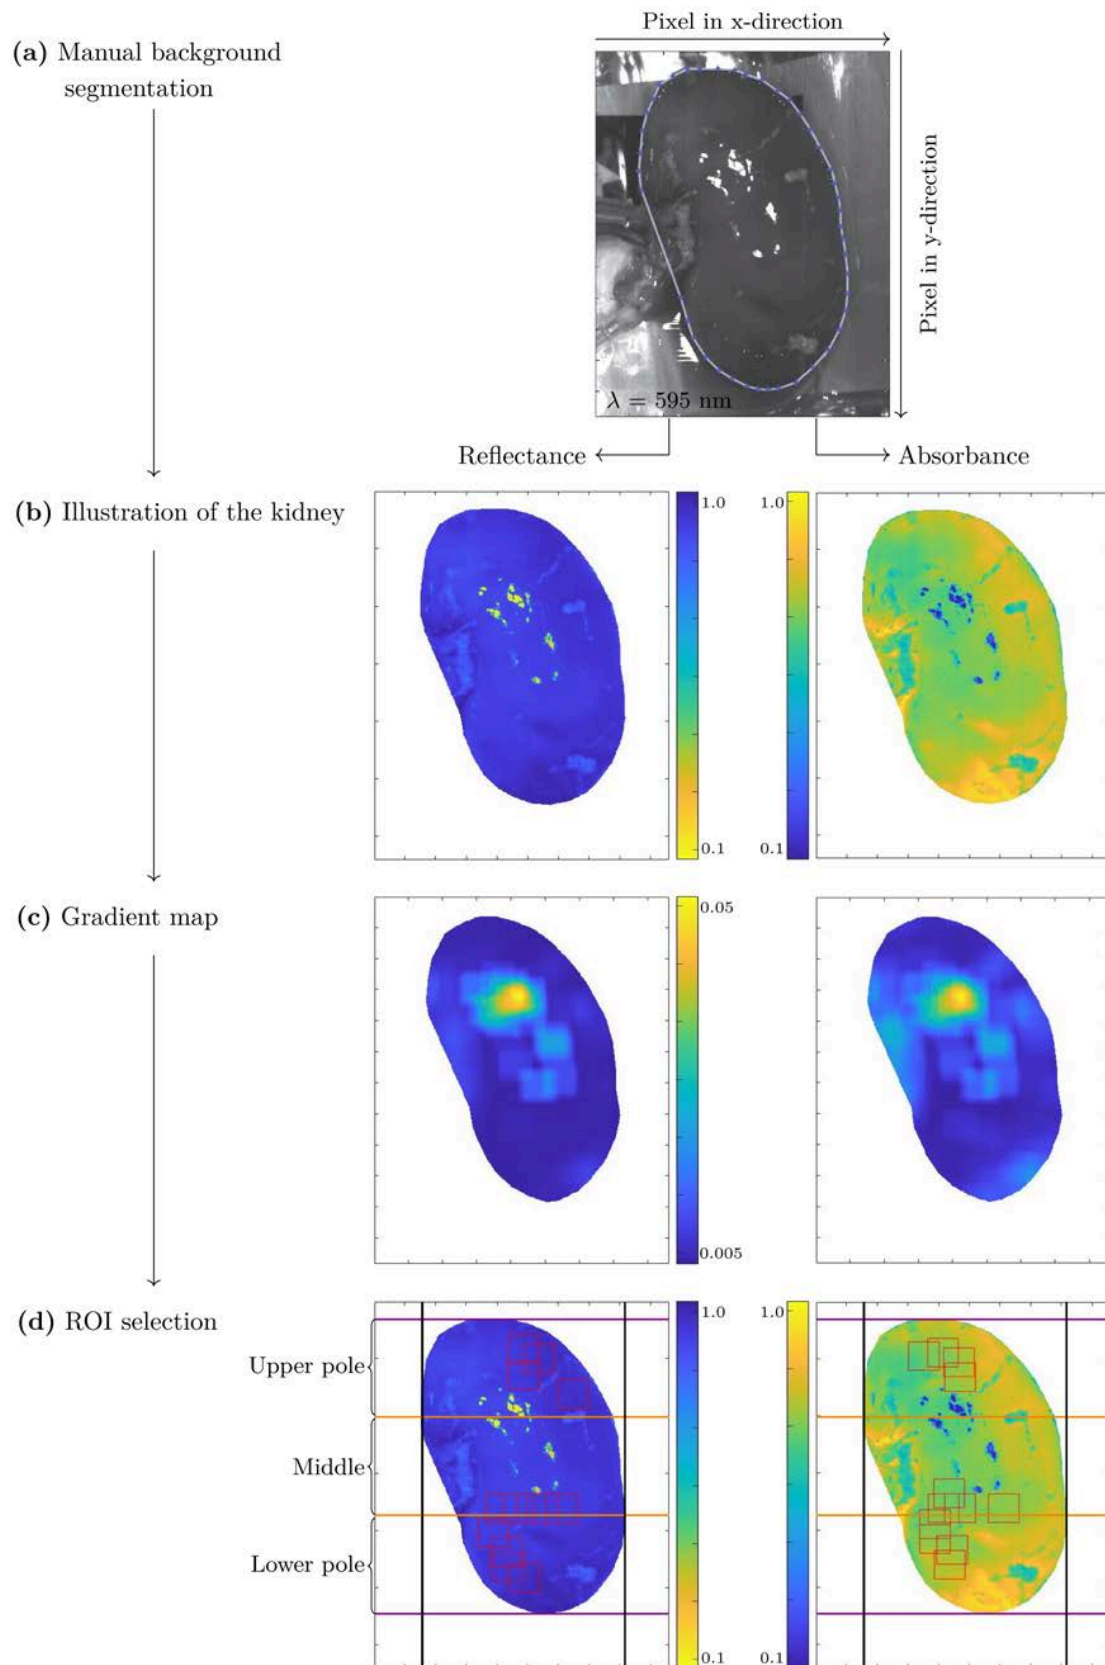 Pixel in x-direction
(a) Manual background
segmentation
Pixel in y-direction
λ = 595 nm
Reflectance
Absorbance
(b) Illustration of the kidney
1.0
1.0
0.1
0.1
(c) Gradient map
0.05
0.005
(d) ROI selection
1.0
1.0
Upper pole
Middle
Lower pole
0.1
0.1